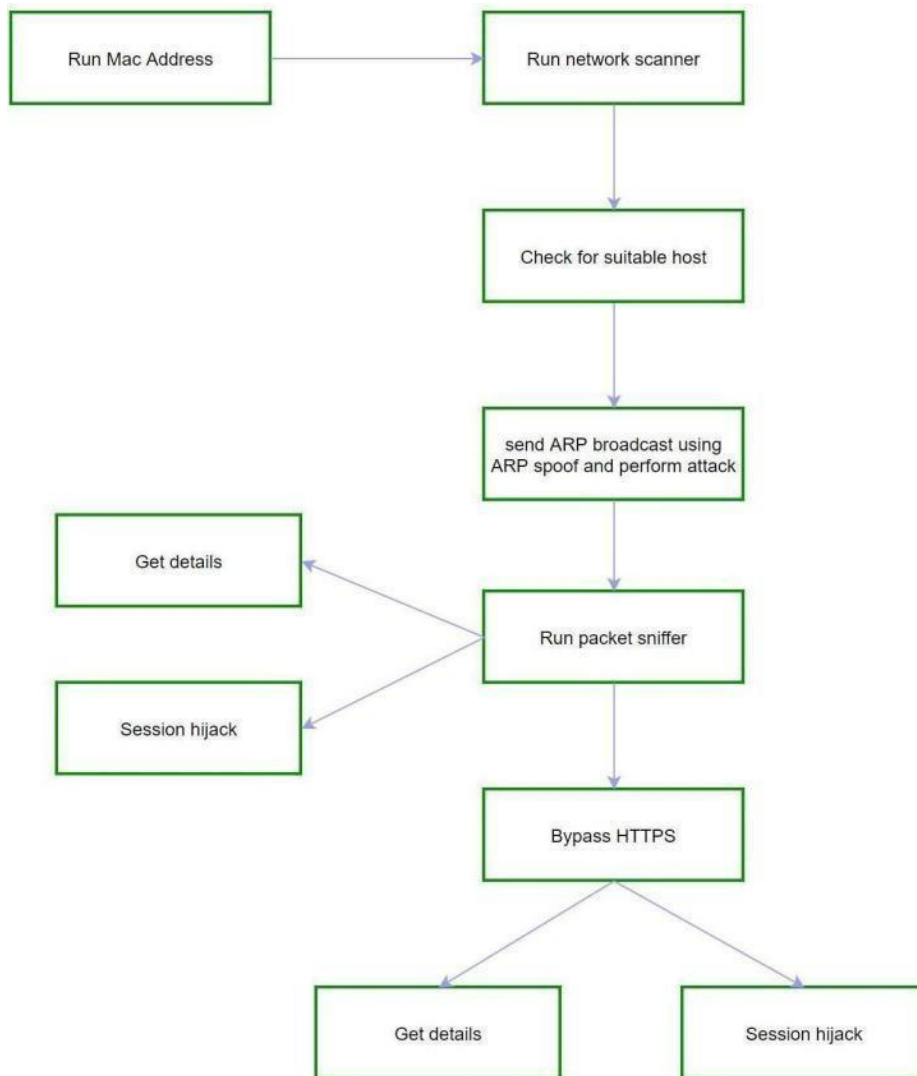 Run Mac Address
Run network scanner
Check for suitable host
send ARP broadcast using
ARP spoof and perform attack
Get details
Run packet sniffer
Session hijack
Bypass HTTPS
Get details
Session hijack